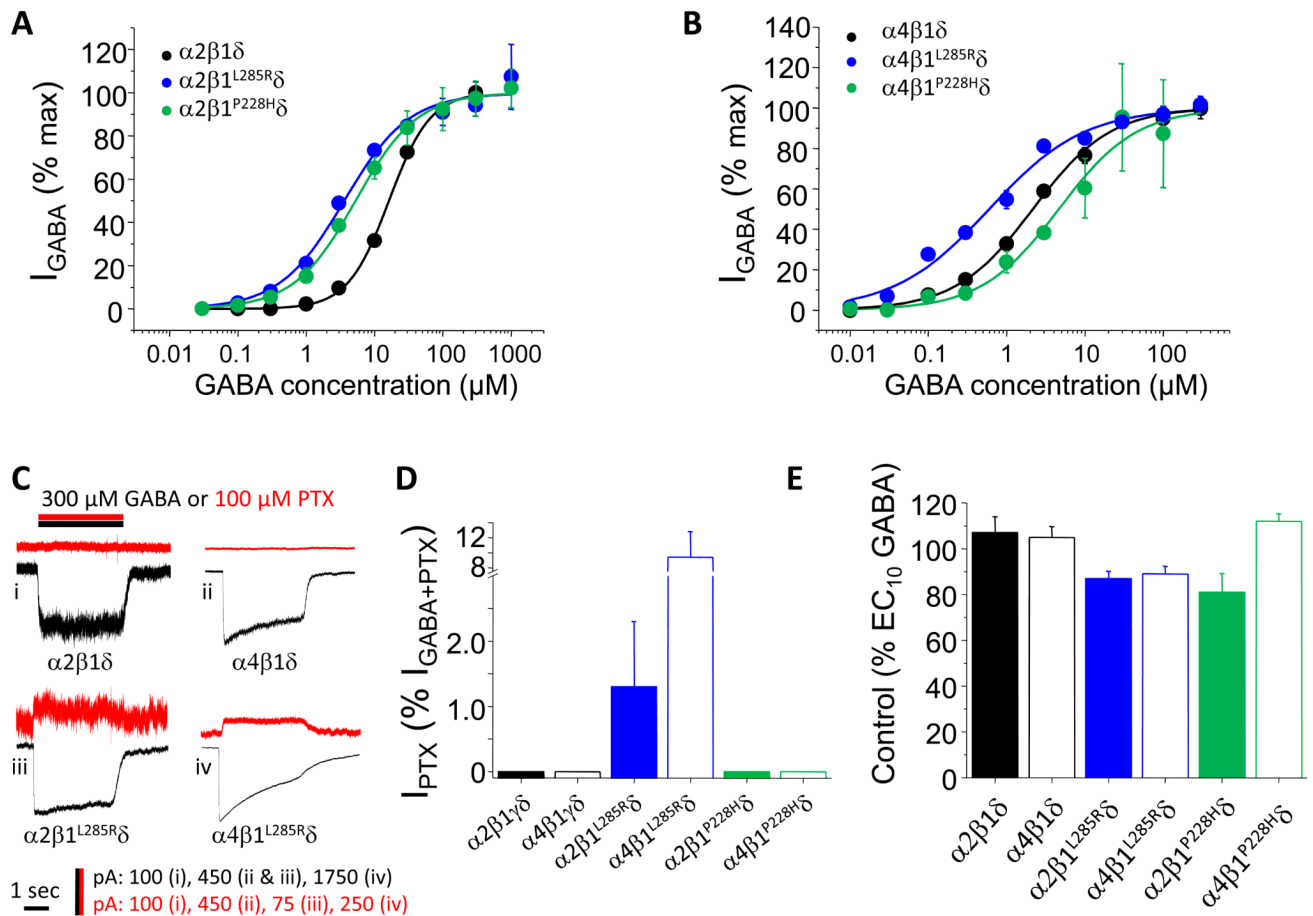 A
α2β1δ
α2β1L285Rδ
α2β1P228Hδ
IGABA (% max)
120
100
80
60
40
20
0
0.01 0.1 1 10 100 1000
GABA concentration (μM)
B
α4β1δ
α4β1L285Rδ
α4β1P228Hδ
IGABA (% max)
140
120
100
80
60
40
20
0
0.01 0.1 1 10 100
GABA concentration (μM)
C
300 μM GABA or 100 μM PTX
i
ii
α2β1δ
α4β1δ
iii
iv
α2β1L285Rδ
α4β1L285Rδ
1 sec
pA: 100 (i), 450 (ii & iii), 1750 (iv)
pA: 100 (i), 450 (ii), 75 (iii), 250 (iv)
D
IPTX (% IGABA+PTX)
12
8
2.0
1.0
0
α2β1γδ
α4β1γδ
α2β1L285Rδ
α4β1L285Rδ
α2β1P228Hδ
α4β1P228Hδ
E
Control (% EC10 GABA)
120
100
80
60
40
20
0
α2β1δ
α4β1δ
α2β1L285Rδ
α4β1L285Rδ
α2β1P228Hδ
α4β1P228Hδ